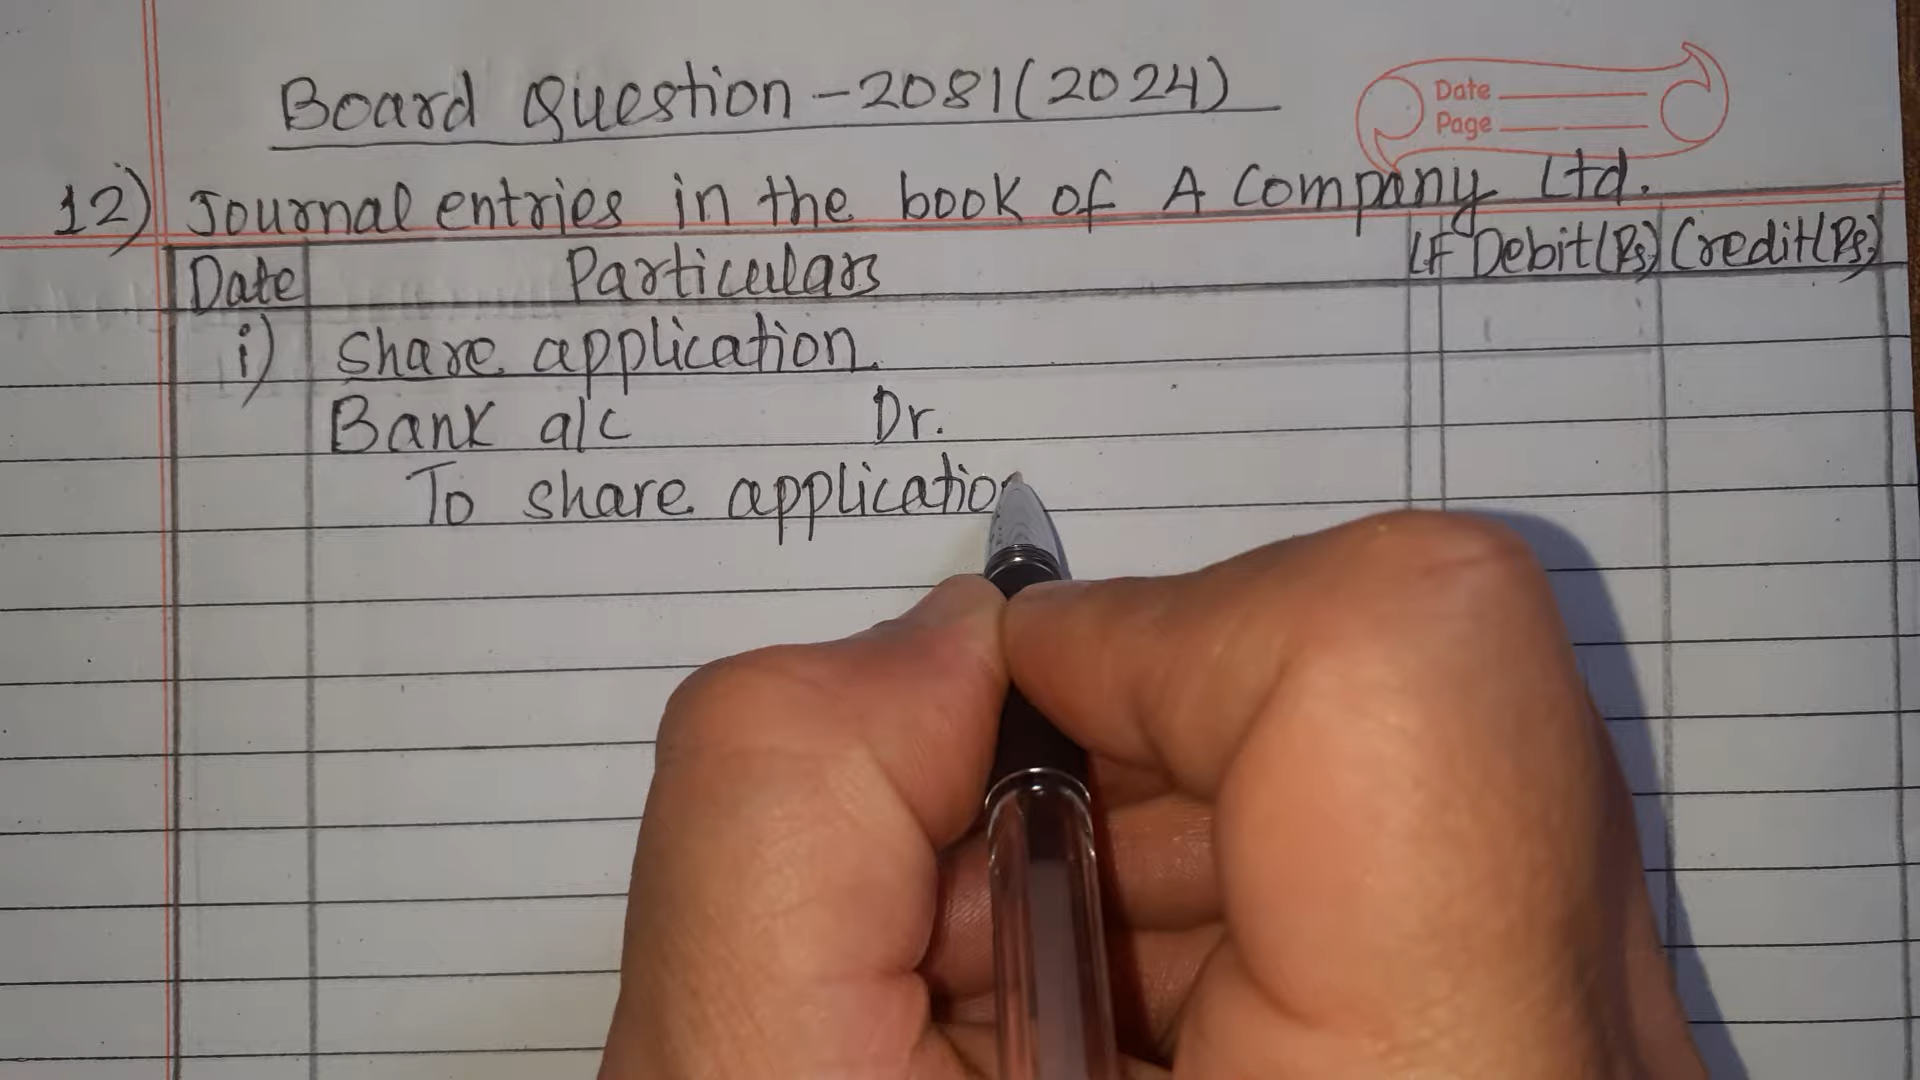 Board Question - 2081 (2024)
Date
Page
12) Journal entries in the book of A Company Ltd.
Date Particulars LF Debit(Rs) Credit(Rs)
i) Share application
Bank a/c Dr.
To share application